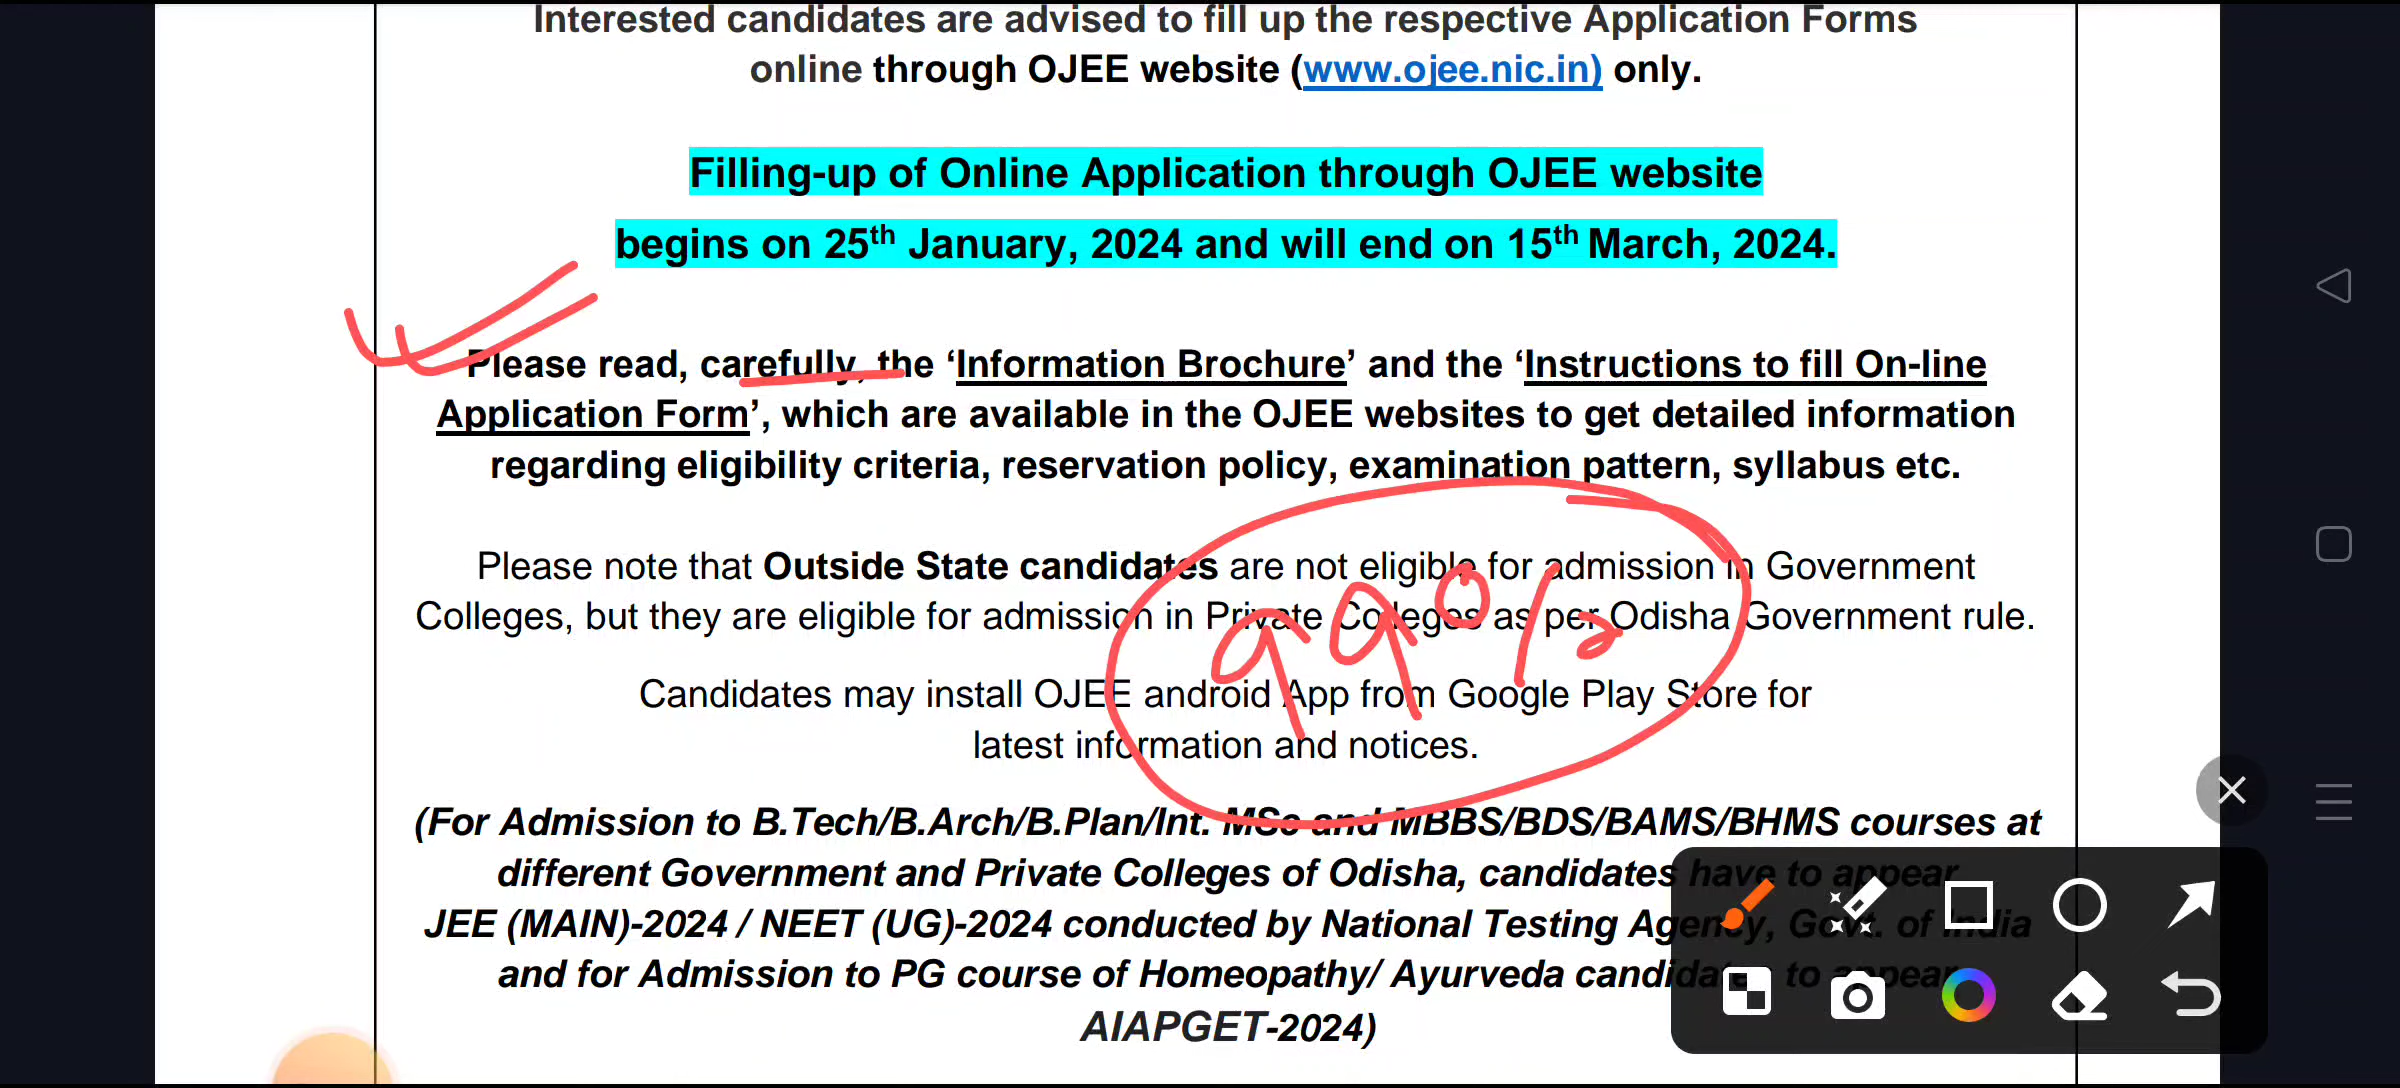 Interested candidates are advised to fill up the respective Application Forms
online through OJEE website (www.ojee.nic.in) only.
Filling-up of Online Application through OJEE website
begins on 25th January, 2024 and will end on 15th March, 2024.
Please read, carefully, the ‘Information Brochure’ and the ‘Instructions to fill On-line
Application Form’, which are available in the OJEE websites to get detailed information
regarding eligibility criteria, reservation policy, examination pattern, syllabus etc.
Please note that Outside State candidates are not eligible for admission in Government
Colleges, but they are eligible for admission in Private Colleges as per Odisha Government rule.
99%
Candidates may install OJEE android App from Google Play Store for
latest information and notices.
(For Admission to B.Tech/B.Arch/B.Plan/Int. MSc and MBBS/BDS/BAMS/BHMS courses at
different Government and Private Colleges of Odisha, candidates have to appear
JEE (MAIN)-2024 / NEET (UG)-2024 conducted by National Testing Agency, Govt. of India
and for Admission to PG course of Homeopathy/ Ayurveda candidates to appear
AIAPGET-2024)